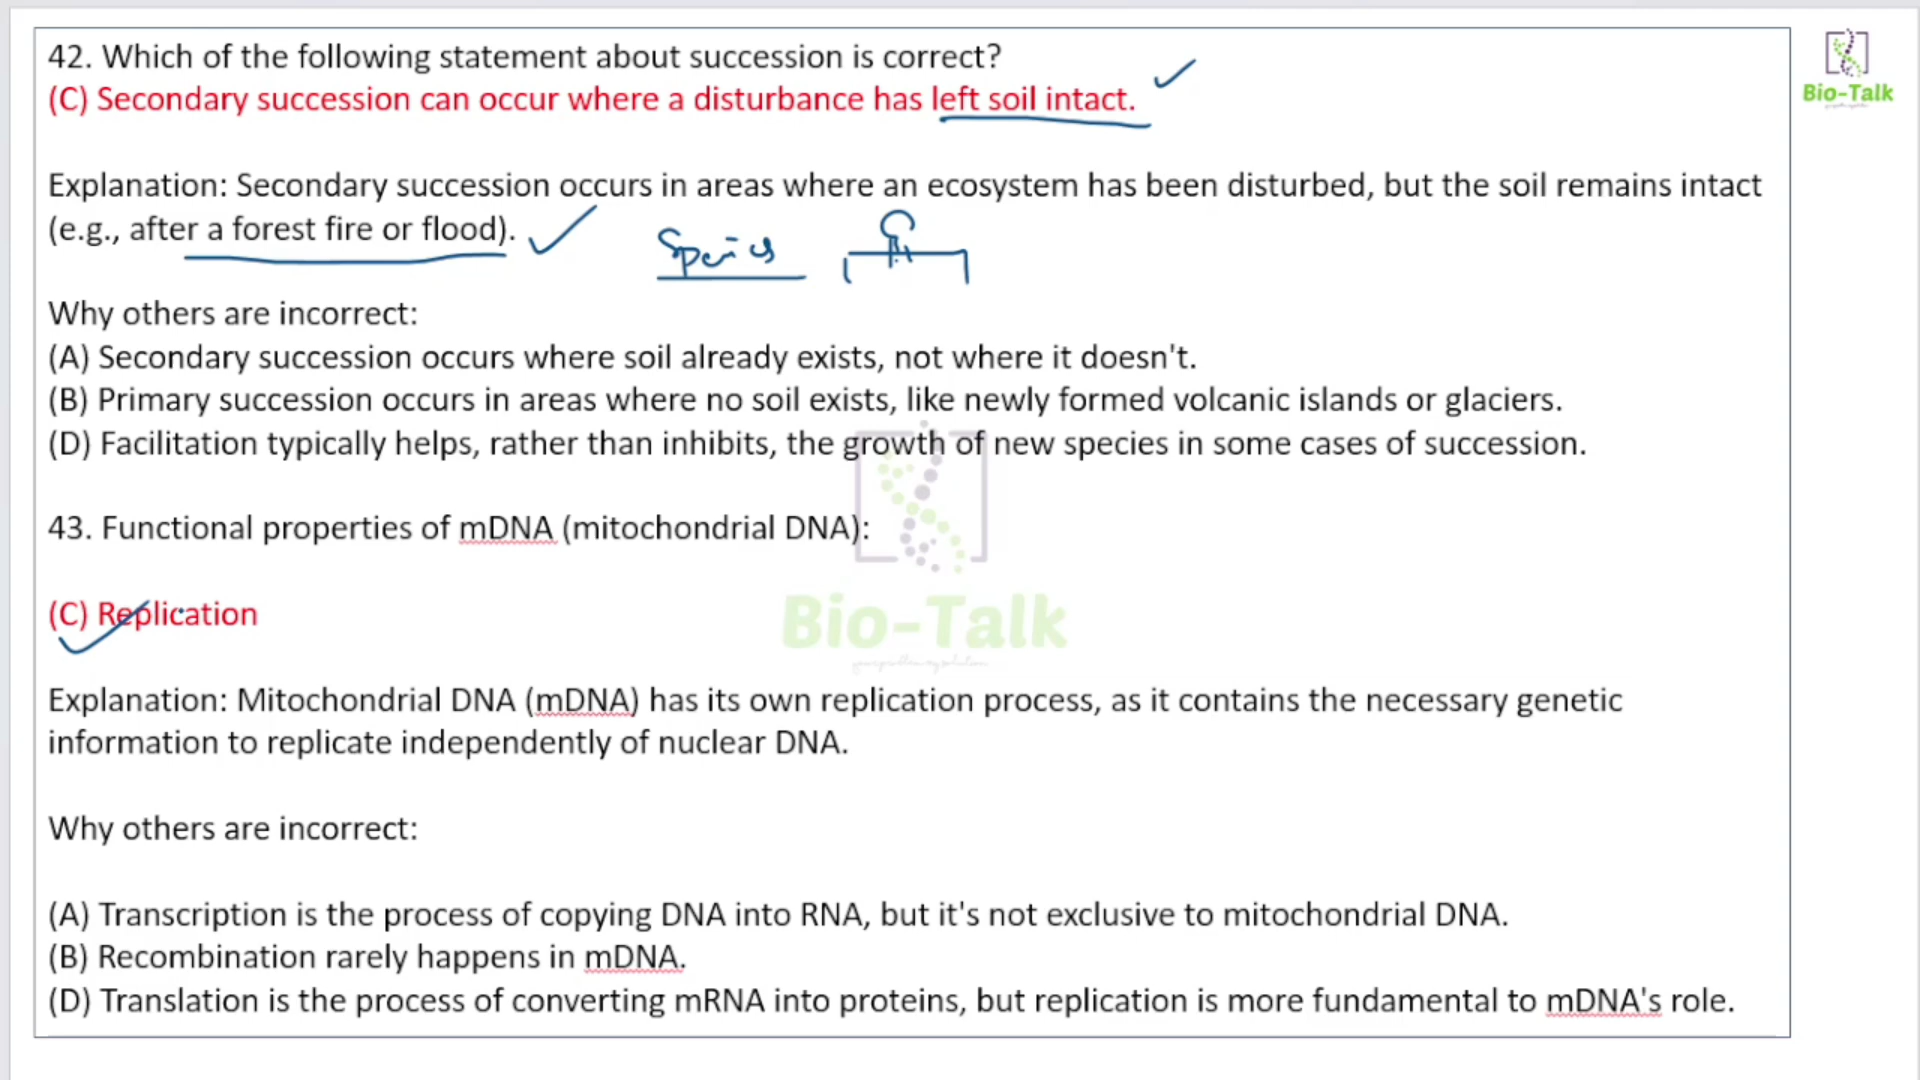 42. Which of the following statement about succession is correct?
(C) Secondary succession can occur where a disturbance has left soil intact.
Bio-Talk
Explanation: Secondary succession occurs in areas where an ecosystem has been disturbed, but the soil remains intact
(e.g., after a forest fire or flood).
Species
Why others are incorrect:
(A) Secondary succession occurs where soil already exists, not where it doesn't.
(B) Primary succession occurs in areas where no soil exists, like newly formed volcanic islands or glaciers.
(D) Facilitation typically helps, rather than inhibits, the growth of new species in some cases of succession.
43. Functional properties of mDNA (mitochondrial DNA):
(C) Replication
Bio-Talk
Explanation: Mitochondrial DNA (mDNA) has its own replication process, as it contains the necessary genetic
information to replicate independently of nuclear DNA.
Why others are incorrect:
(A) Transcription is the process of copying DNA into RNA, but it's not exclusive to mitochondrial DNA.
(B) Recombination rarely happens in mDNA.
(D) Translation is the process of converting mRNA into proteins, but replication is more fundamental to mDNA's role.